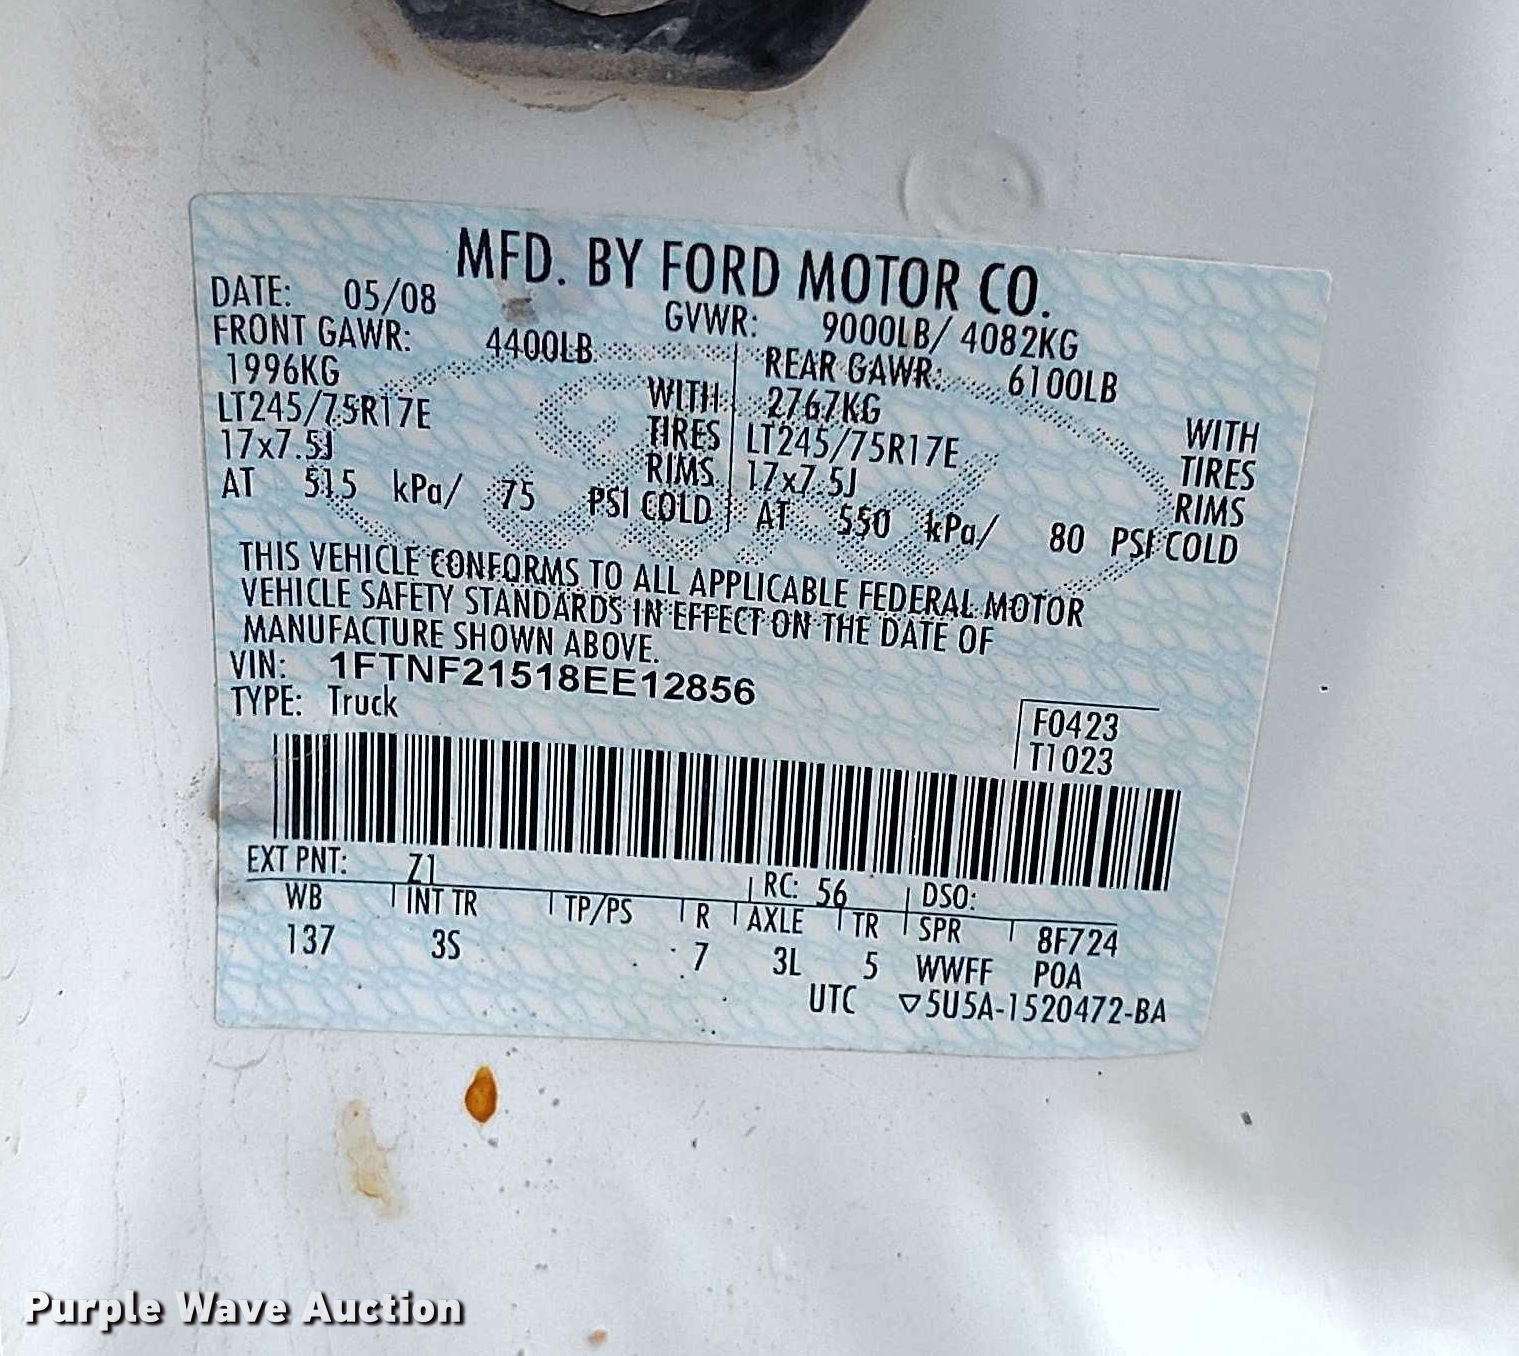 MFD. BY FORD MOTOR CO.
DATE: 05/08 GVWR: 9000LB/ 4082KG
FRONT GAWR: 4400LB REAR GAWR: 6100LB
1996KG WITH 2767KG WITH
LT245/75R17E TIRES LT245/75R17E TIRES
17x7.5J RIMS 17x7.5J RIMS
AT 515 kPa/ 75 PSI COLD AT 550 kPa/ 80 PSI COLD
THIS VEHICLE CONFORMS TO ALL APPLICABLE FEDERAL MOTOR
VEHICLE SAFETY STANDARDS IN EFFECT ON THE DATE OF
MANUFACTURE SHOWN ABOVE.
VIN: 1FTNF21518EE12856
TYPE: Truck
F0423
T1023
EXT PNT: Z1 RC: 56 DSO:
WB INT TR TP/PS R AXLE TR SPR 8F724
137 3S 7 3L 5 WWFF POA
UTC ▽5U5A-1520472-BA
Purple Wave Auction